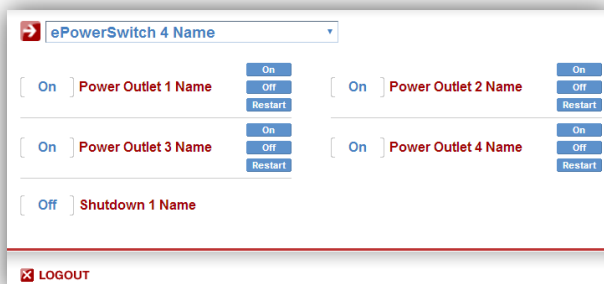 ePowerSwitch 4 Name
On Power Outlet 1 Name On Off Restart
On Power Outlet 2 Name On Off Restart
On Power Outlet 3 Name On Off Restart
On Power Outlet 4 Name On Off Restart
Off Shutdown 1 Name
LOGOUT